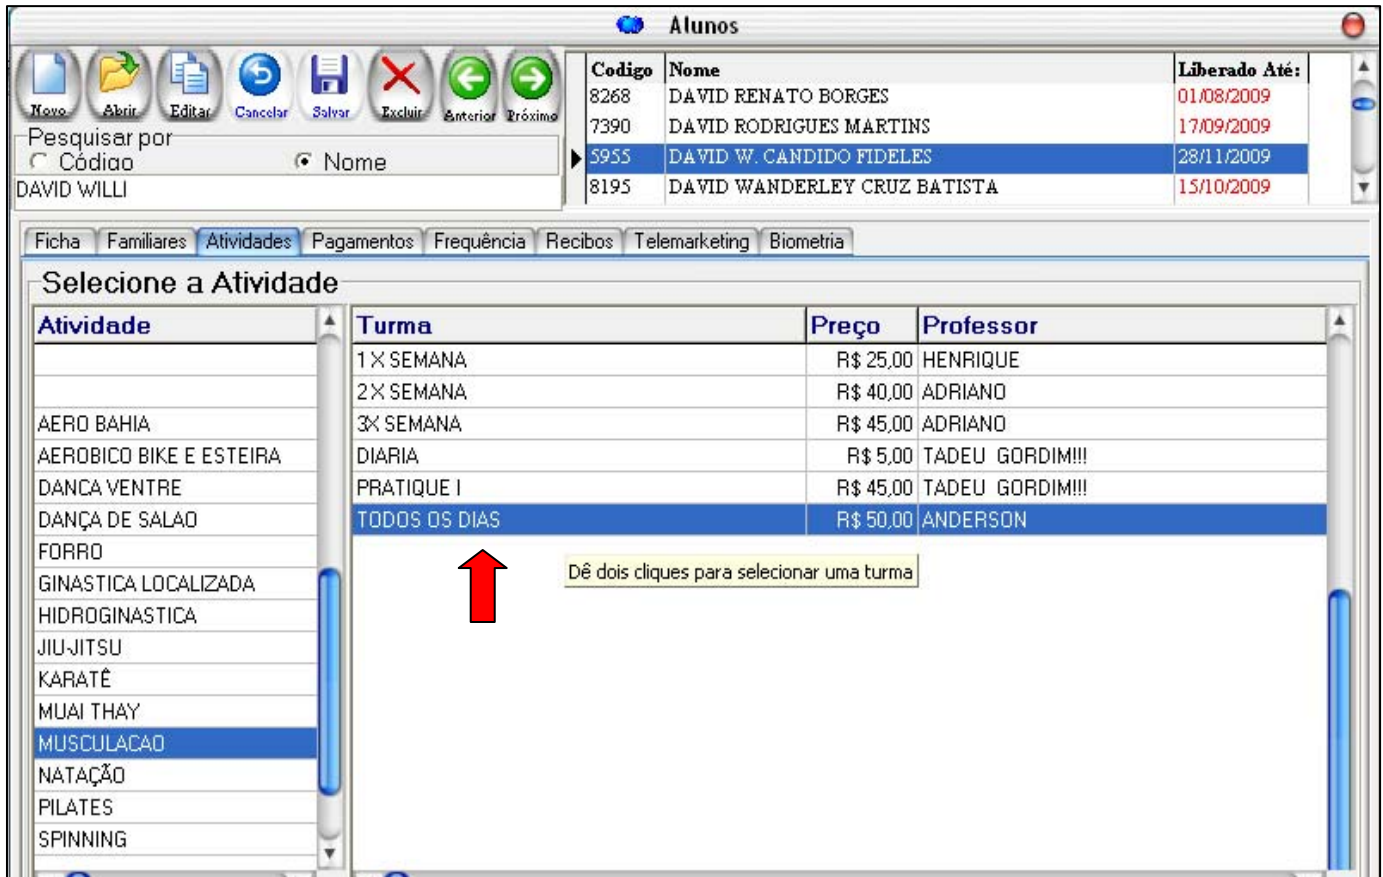 Alunos
Novo Abrir Editar Cancelar Salvar Excluir Anterior Próximo
Pesquisar por
Código Nome
DAVID WILLI
Codigo Nome Liberado Até:
8268 DAVID RENATO BORGES 01/08/2009
7390 DAVID RODRIGUES MARTINS 17/09/2009
5955 DAVID W. CANDIDO FIDELES 28/11/2009
8195 DAVID WANDERLEY CRUZ BATISTA 15/10/2009
Ficha Familiares Atividades Pagamentos Frequência Recibos Telemarketing Biometria
Selecione a Atividade
Atividade
AERO BAHIA
AEROBICO BIKE E ESTEIRA
DANCA VENTRE
DANÇA DE SALAO
FORRO
GINASTICA LOCALIZADA
HIDROGINASTICA
JIU-JITSU
KARATÊ
MUAI THAY
MUSCULACAO
NATAÇÃO
PILATES
SPINNING
Turma Preço Professor
1 X SEMANA R$ 25,00 HENRIQUE
2 X SEMANA R$ 40,00 ADRIANO
3X SEMANA R$ 45,00 ADRIANO
DIARIA R$ 5,00 TADEU GORDIM!!!
PRATIQUE I R$ 45,00 TADEU GORDIM!!!
TODOS OS DIAS R$ 50,00 ANDERSON
Dê dois cliques para selecionar uma turma